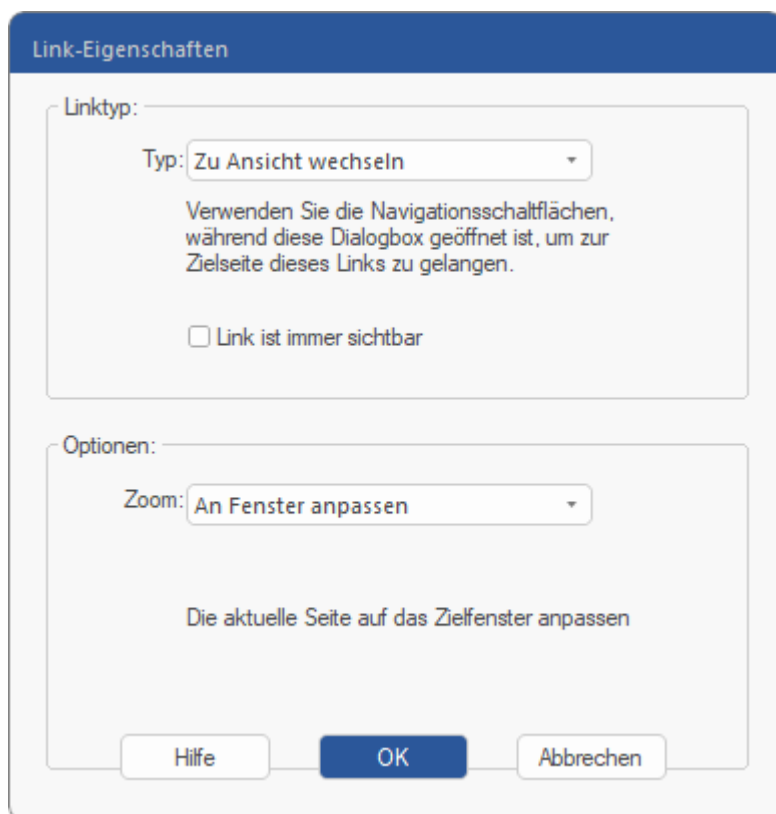 Link-Eigenschaften
Linktyp:
Typ: Zu Ansicht wechseln
Verwenden Sie die Navigationsschaltflächen,
während diese Dialogbox geöffnet ist, um zur
Zielseite dieses Links zu gelangen.
Link ist immer sichtbar
Optionen:
Zoom: An Fenster anpassen
Die aktuelle Seite auf das Zielfenster anpassen
Hilfe OK Abbrechen